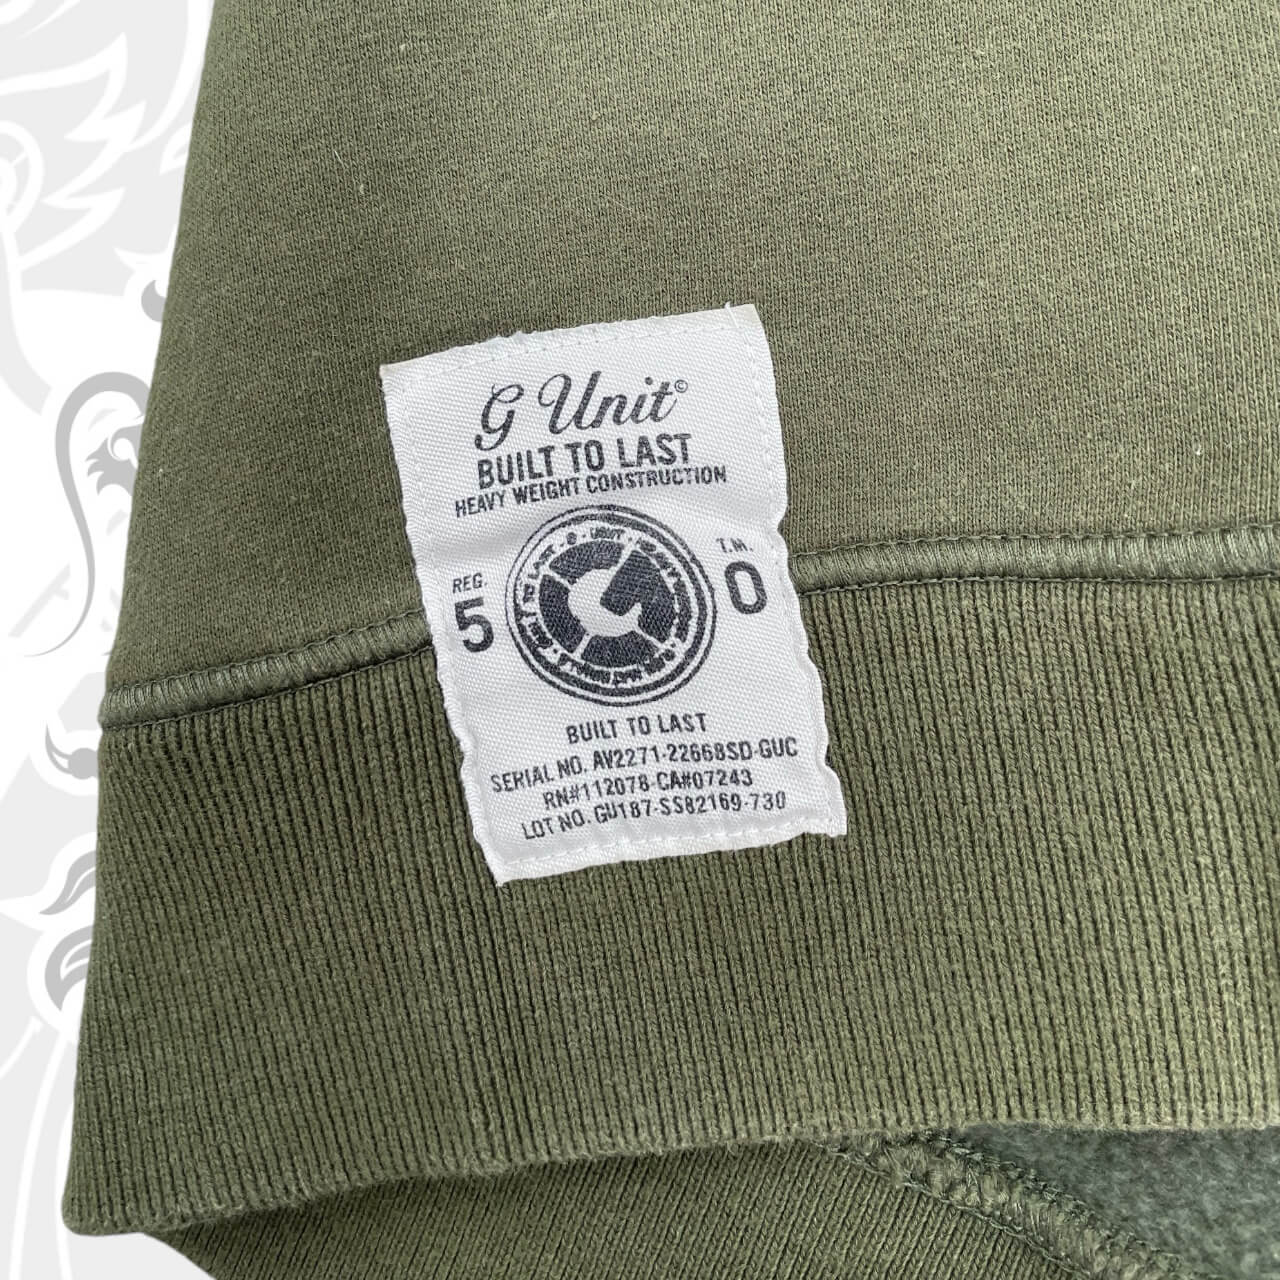 G Unit©
BUILT TO LAST
HEAVY WEIGHT CONSTRUCTION
REG. T.M.
5 0
G - UNIT
BUILT TO LAST
SERIAL NO. AV2271-22668SD-GUC
RN#112078-CA#07243
LOT NO. GU187-SS82169-730